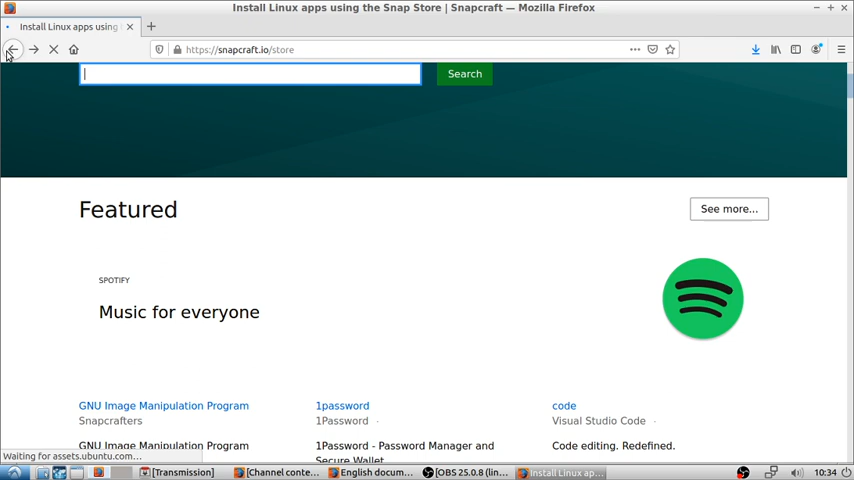 Install Linux apps using the Snap Store | Snapcraft — Mozilla Firefox
Install Linux apps using
https://snapcraft.io/store
Search
Featured
See more...
SPOTIFY
Music for everyone
GNU Image Manipulation Program
Snapcrafters
GNU Image Manipulation Program
1password
1Password
1Password - Password Manager and
Secure Wallet
code
Visual Studio Code
Code editing. Redefined.
Waiting for assets.ubuntu.com...
[Transmission]
[Channel conte...
English docum...
[OBS 25.0.8 (lin...
Install Linux ap...
10:34